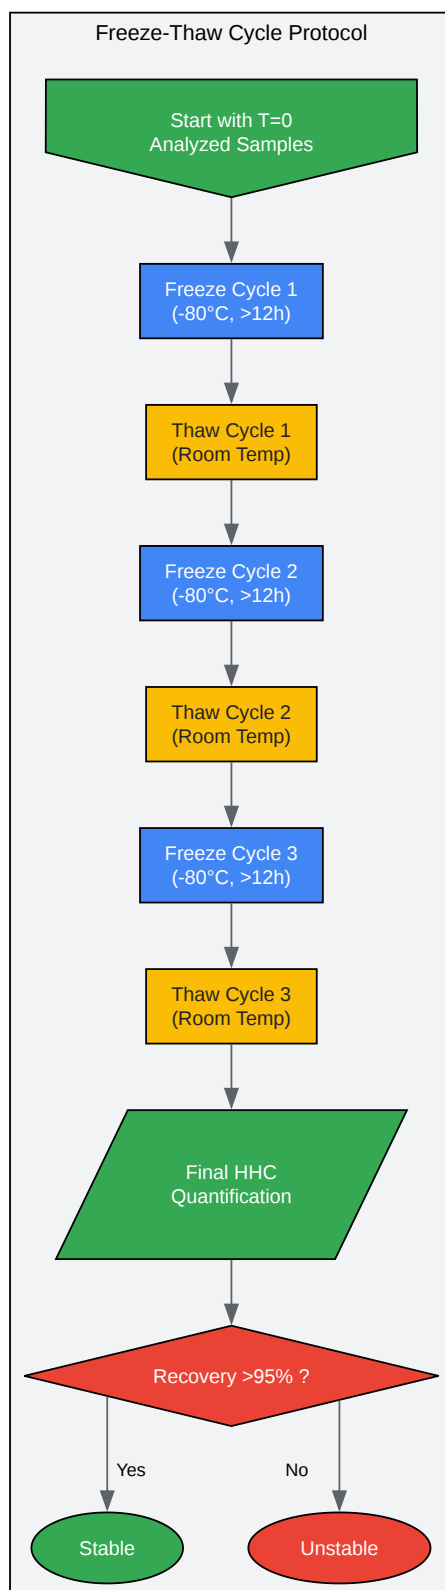 Freeze-Thaw Cycle Protocol
Start with T=0
Analyzed Samples
Freeze Cycle 1
(-80°C, >12h)
Thaw Cycle 1
(Room Temp)
Freeze Cycle 2
(-80°C, >12h)
Thaw Cycle 2
(Room Temp)
Freeze Cycle 3
(-80°C, >12h)
Thaw Cycle 3
(Room Temp)
Final HHC
Quantification
Recovery >95% ?
Yes
No
Stable
Unstable